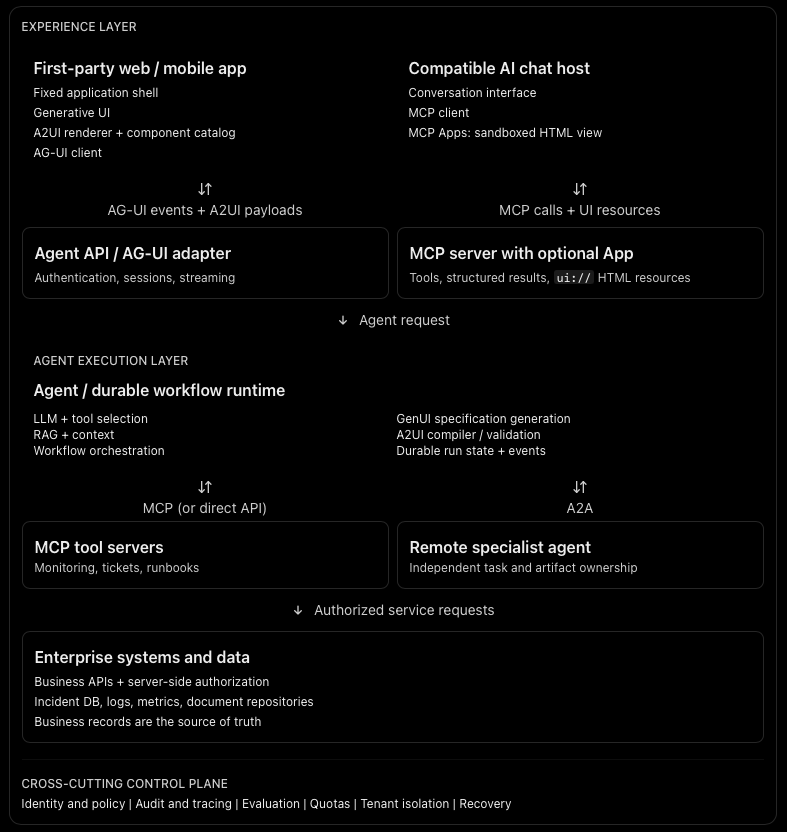 EXPERIENCE LAYER
First-party web / mobile app
Fixed application shell
Generative UI
A2UI renderer + component catalog
AG-UI client
Compatible AI chat host
Conversation interface
MCP client
MCP Apps: sandboxed HTML view
↓↑
AG-UI events + A2UI payloads
↓↑
MCP calls + UI resources
Agent API / AG-UI adapter
Authentication, sessions, streaming
MCP server with optional App
Tools, structured results, ui:// HTML resources
↓ Agent request
AGENT EXECUTION LAYER
Agent / durable workflow runtime
LLM + tool selection
RAG + context
Workflow orchestration
GenUI specification generation
A2UI compiler / validation
Durable run state + events
↓↑
MCP (or direct API)
↓↑
A2A
MCP tool servers
Monitoring, tickets, runbooks
Remote specialist agent
Independent task and artifact ownership
↓ Authorized service requests
Enterprise systems and data
Business APIs + server-side authorization
Incident DB, logs, metrics, document repositories
Business records are the source of truth
CROSS-CUTTING CONTROL PLANE
Identity and policy | Audit and tracing | Evaluation | Quotas | Tenant isolation | Recovery